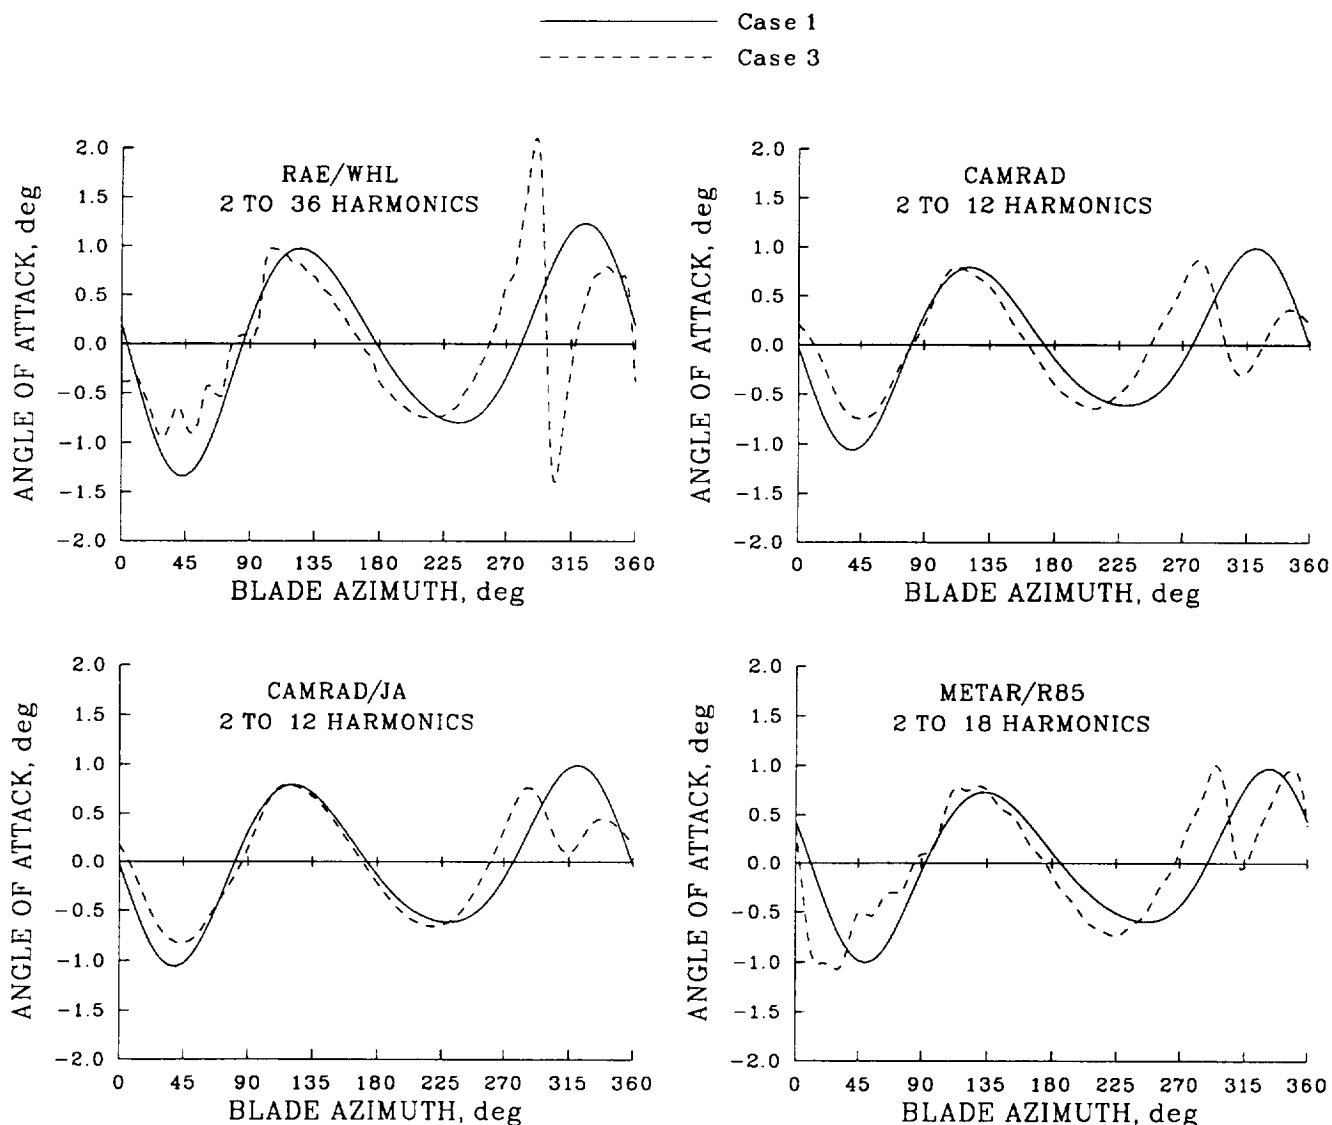 Case 1
Case 3
RAE/WHL
2 TO 36 HARMONICS
ANGLE OF ATTACK, deg
2.0
1.5
1.0
0.5
0.0
-0.5
-1.0
-1.5
-2.0
0 45 90 135 180 225 270 315 360
BLADE AZIMUTH, deg
CAMRAD
2 TO 12 HARMONICS
ANGLE OF ATTACK, deg
2.0
1.5
1.0
0.5
0.0
-0.5
-1.0
-1.5
-2.0
0 45 90 135 180 225 270 315 360
BLADE AZIMUTH, deg
CAMRAD/JA
2 TO 12 HARMONICS
ANGLE OF ATTACK, deg
2.0
1.5
1.0
0.5
0.0
-0.5
-1.0
-1.5
-2.0
0 45 90 135 180 225 270 315 360
BLADE AZIMUTH, deg
METAR/R85
2 TO 18 HARMONICS
ANGLE OF ATTACK, deg
2.0
1.5
1.0
0.5
0.0
-0.5
-1.0
-1.5
-2.0
0 45 90 135 180 225 270 315 360
BLADE AZIMUTH, deg